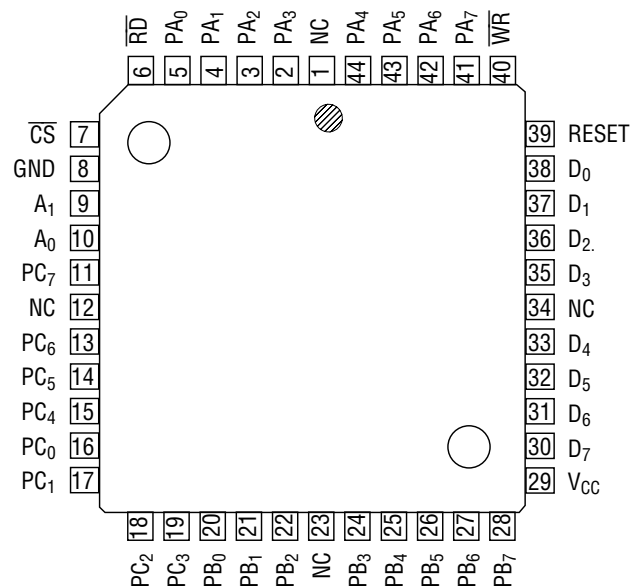 R̅D̅ PA₀ PA₁ PA₂ PA₃ NC PA₄ PA₅ PA₆ PA₇ W̅R̅
6 5 4 3 2 1 44 43 42 41 40
C̅S̅ 7 39 RESET
GND 8 38 D₀
A₁ 9 37 D₁
A₀ 10 36 D₂.
PC₇ 11 35 D₃
NC 12 34 NC
PC₆ 13 33 D₄
PC₅ 14 32 D₅
PC₄ 15 31 D₆
PC₀ 16 30 D₇
PC₁ 17 29 V<sub>CC</sub>
18 19 20 21 22 23 24 25 26 27 28
PC₂ PC₃ PB₀ PB₁ PB₂ NC PB₃ PB₄ PB₅ PB₆ PB₇